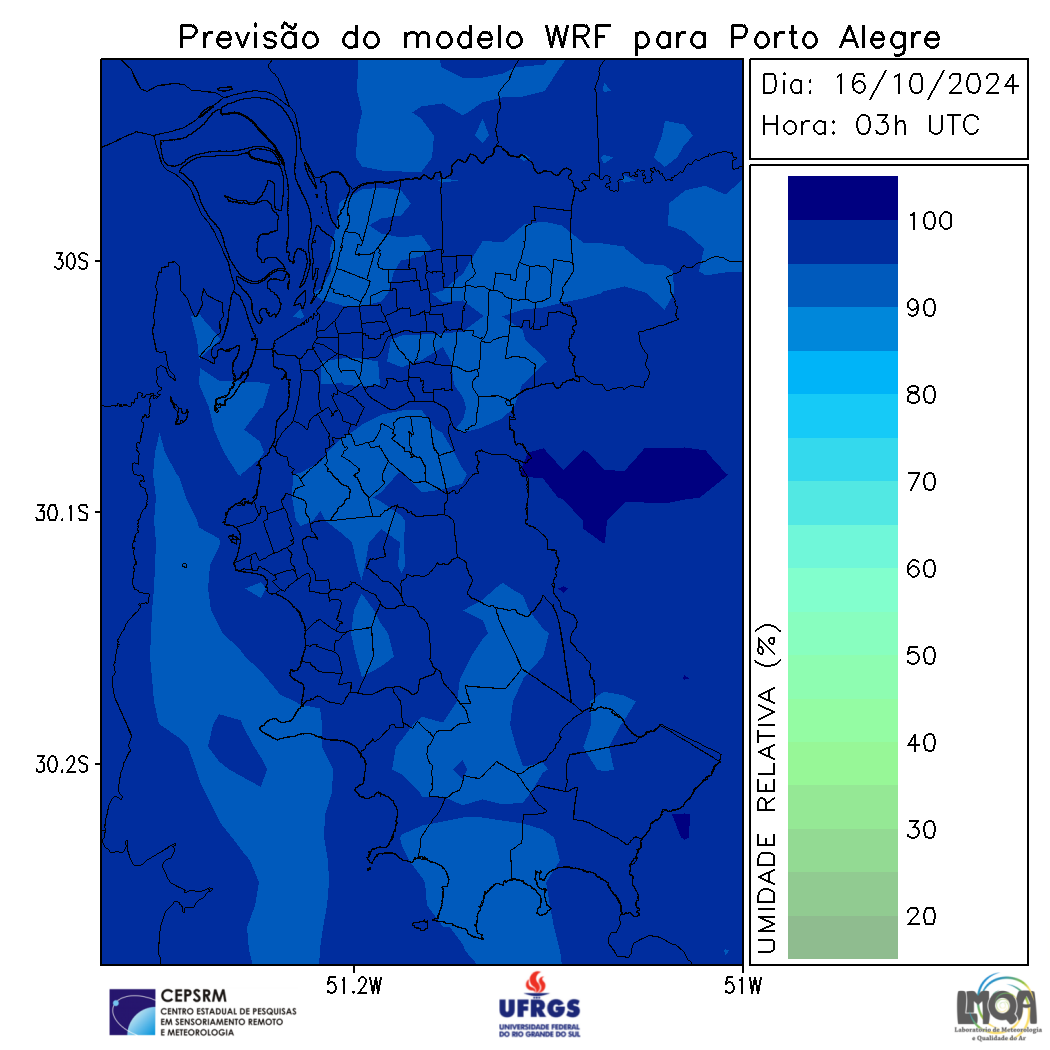 Previsão do modelo WRF para Porto Alegre
Dia: 16/10/2024
Hora: 03h UTC
100
90
80
70
60
50
40
30
20
UMIDADE RELATIVA (%)
30S
30.1S
30.2S
51.2W
51W
CEPSRM
CENTRO ESTADUAL DE PESQUISAS
EM SENSORIAMENTO REMOTO
E METEOROLOGIA
UFRGS
UNIVERSIDADE FEDERAL
DO RIO GRANDE DO SUL
LMQA
Laboratório de Meteorologia
e Qualidade do Ar